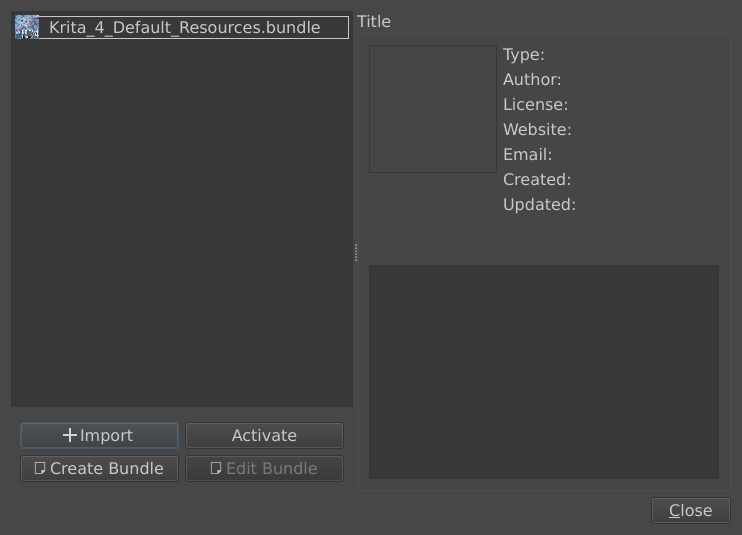 Krita_4_Default_Resources.bundle
Title
Type:
Author:
License:
Website:
Email:
Created:
Updated:
Import
Activate
Create Bundle
Edit Bundle
Close